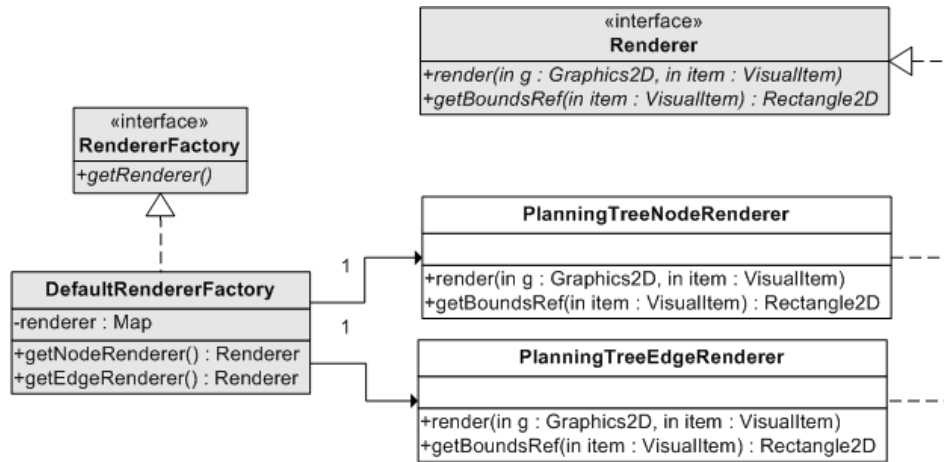 «interface»
Renderer
+render(in g : Graphics2D, in item : VisualItem)
+getBoundsRef(in item : VisualItem) : Rectangle2D
«interface»
RendererFactory
+getRenderer()
PlanningTreeNodeRenderer
+render(in g : Graphics2D, in item : VisualItem)
+getBoundsRef(in item : VisualItem) : Rectangle2D
1
DefaultRendererFactory
-renderer : Map
+getNodeRenderer() : Renderer
+getEdgeRenderer() : Renderer
1
PlanningTreeEdgeRenderer
+render(in g : Graphics2D, in item : VisualItem)
+getBoundsRef(in item : VisualItem) : Rectangle2D